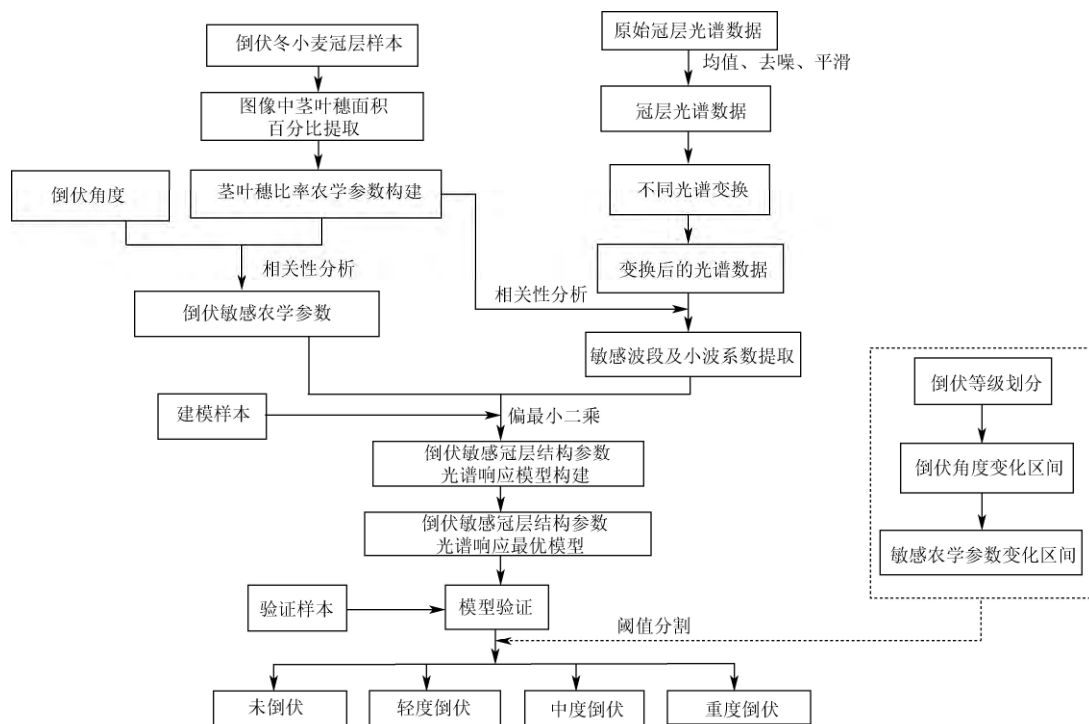 倒伏冬小麦冠层样本
原始冠层光谱数据
均值、去噪、平滑
图像中茎叶穗面积
百分比提取
冠层光谱数据
倒伏角度
茎叶穗比率农学参数构建
不同光谱变换
相关性分析
变换后的光谱数据
倒伏敏感农学参数
相关性分析
敏感波段及小波系数提取
倒伏等级划分
建模样本
偏最小二乘
倒伏敏感冠层结构参数
光谱响应模型构建
倒伏角度变化区间
倒伏敏感冠层结构参数
光谱响应最优模型
敏感农学参数变化区间
验证样本
模型验证
阈值分割
未倒伏
轻度倒伏
中度倒伏
重度倒伏